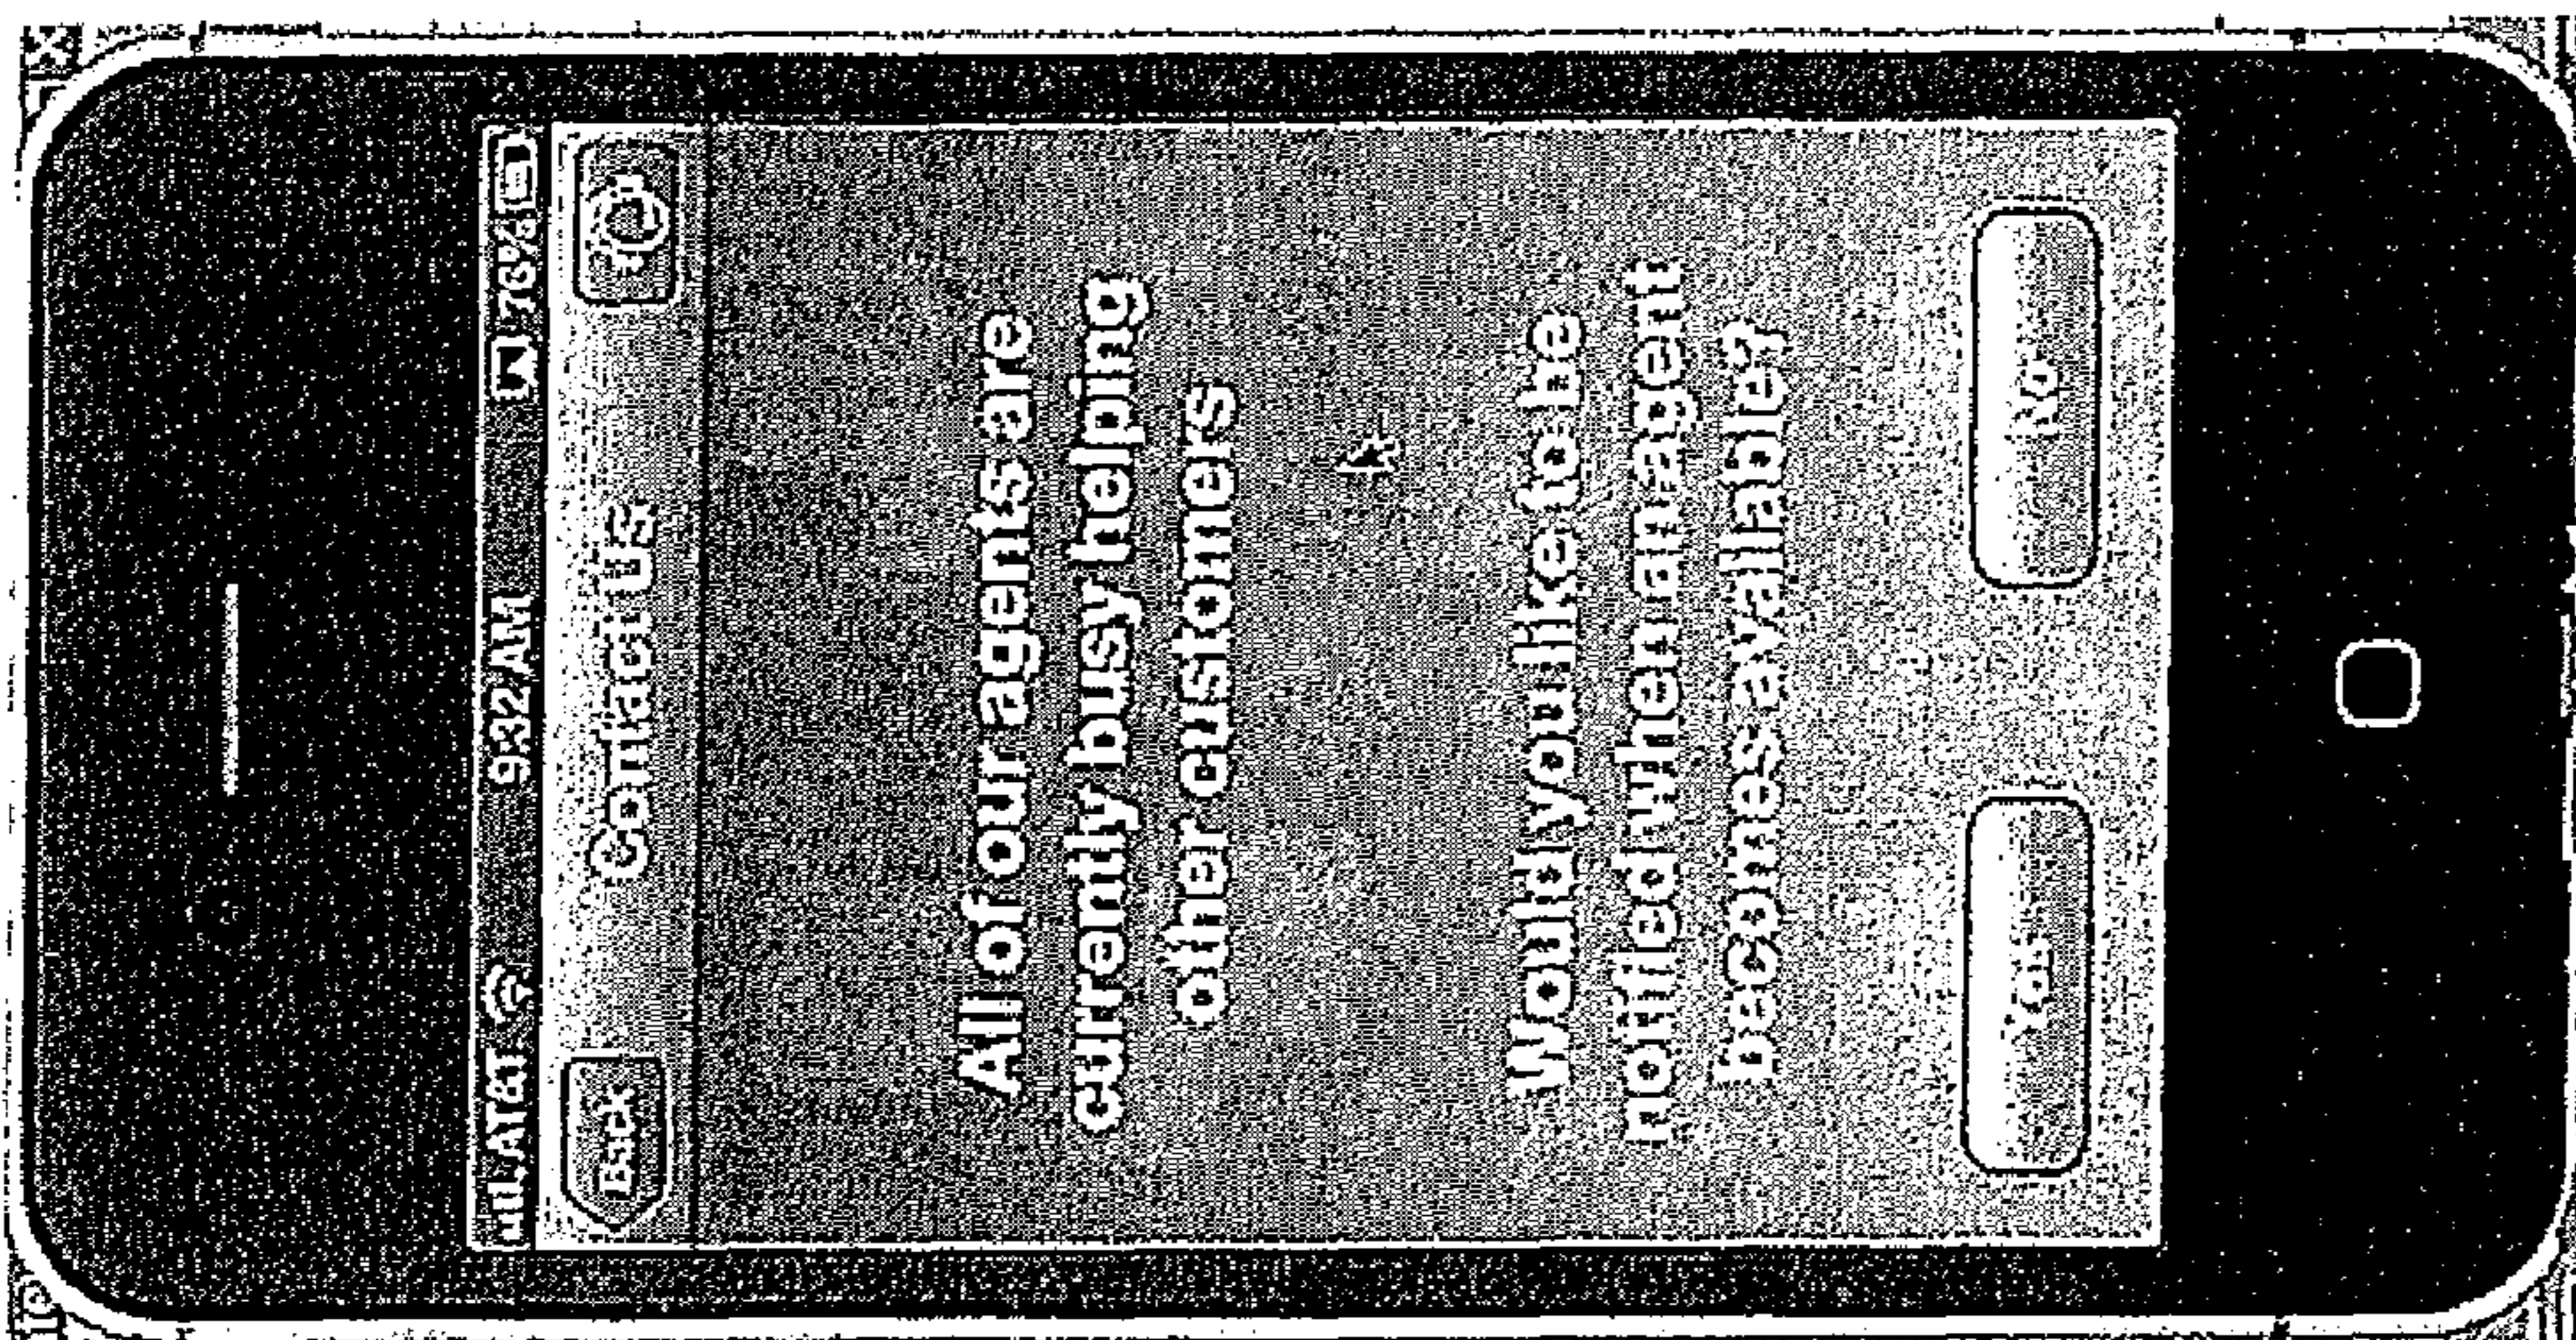 AT&T 9:32 AM 76%
Back Contact Us
All of our agents are
currently busy helping
other customers
Would you like to be
notified when an agent
becomes available?
Yes No